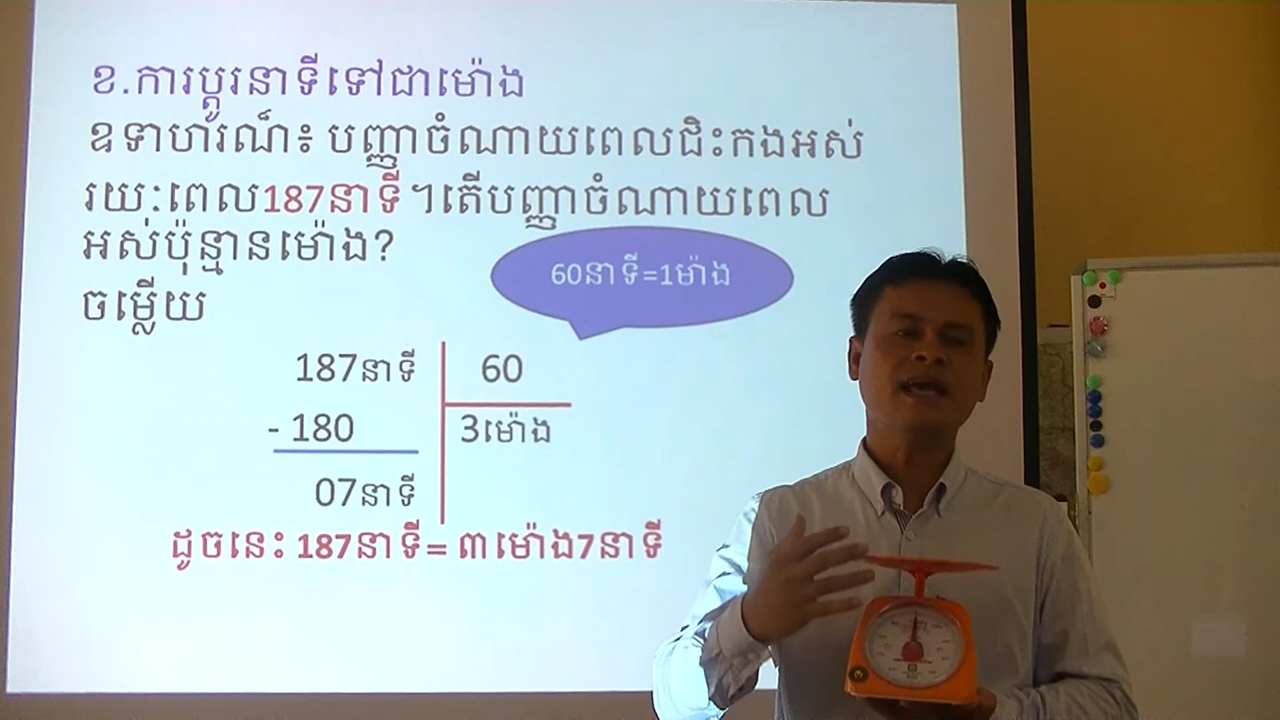 ខ.ការប្តូរនាទីទៅជាម៉ោង
ឧទាហរណ៏៖ បញ្ញាចំណាយពេលជិះកងអស់
រយៈពេល187នាទី។តើបញ្ញាចំណាយពេល
អស់ប៉ុន្មានម៉ោង?
ចម្លើយ
60នាទី=1ម៉ាង
187នាទី 60
- 180 3ម៉ោង
07នាទី
ដូចនេះ 187នាទី= ៣ម៉ោង7នាទី